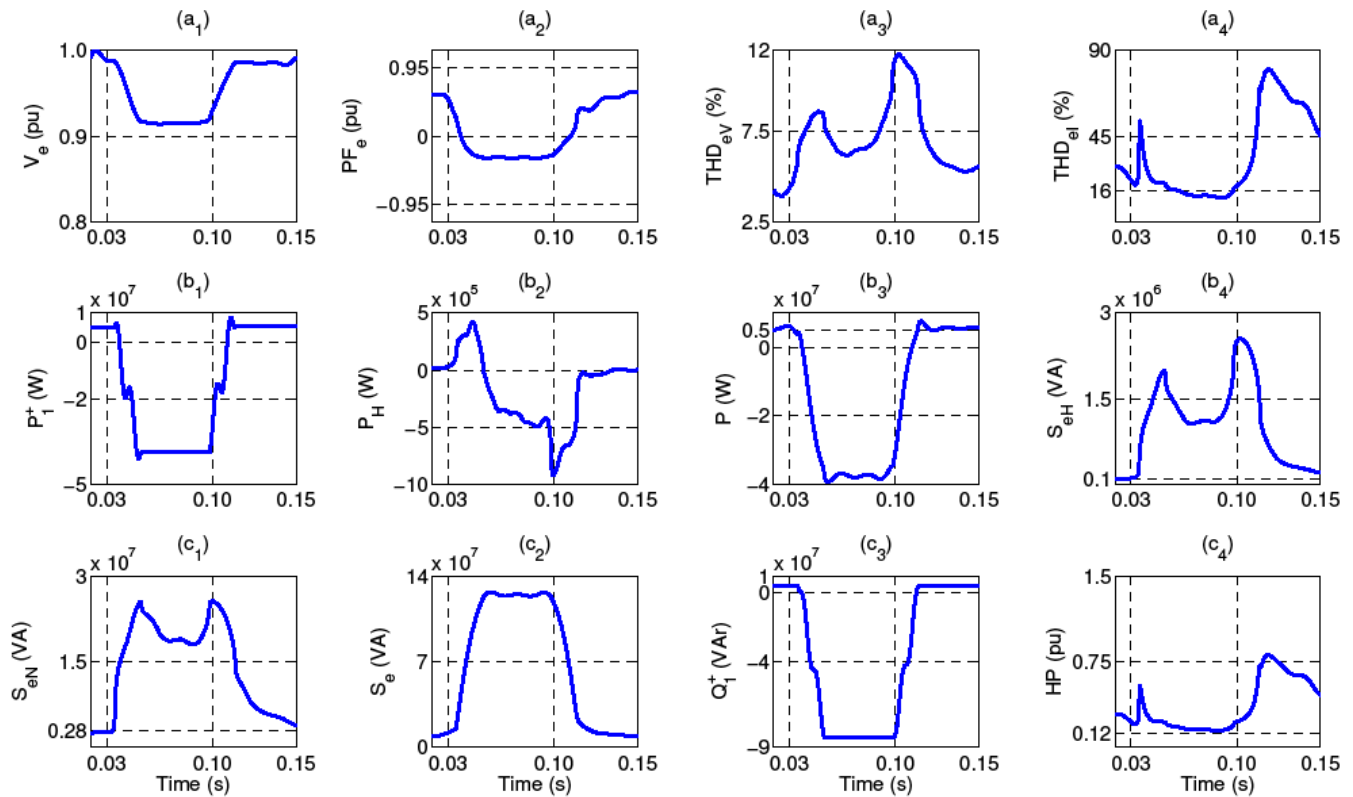 (a1) (a2) (a3) (a4)
1.0
0.9
0.8
Ve (pu)
0.03 0.10 0.15
0.95
0
−0.95
PFe (pu)
0.03 0.10 0.15
12
7.5
2.5
THDeV (%)
0.03 0.10 0.15
90
45
16
THDeI (%)
0.03 0.10 0.15
(b1) (b2) (b3) (b4)
x 10^7
1
0
−2
−5
P1+ (W)
0.03 0.10 0.15
x 10^5
5
0
−5
−10
PH (W)
0.03 0.10 0.15
x 10^7
0.5
0
−2
−4
P (W)
0.03 0.10 0.15
x 10^6
3
1.5
0.1
SeH (VA)
0.03 0.10 0.15
(c1) (c2) (c3) (c4)
x 10^7
3
1.5
0.28
SeN (VA)
0.03 0.10 0.15
Time (s)
x 10^7
14
7
0
Se (VA)
0.03 0.10 0.15
Time (s)
x 10^7
1
0
−4
−9
Q1+ (VAr)
0.03 0.10 0.15
Time (s)
1.5
0.75
0.12
HP (pu)
0.03 0.10 0.15
Time (s)